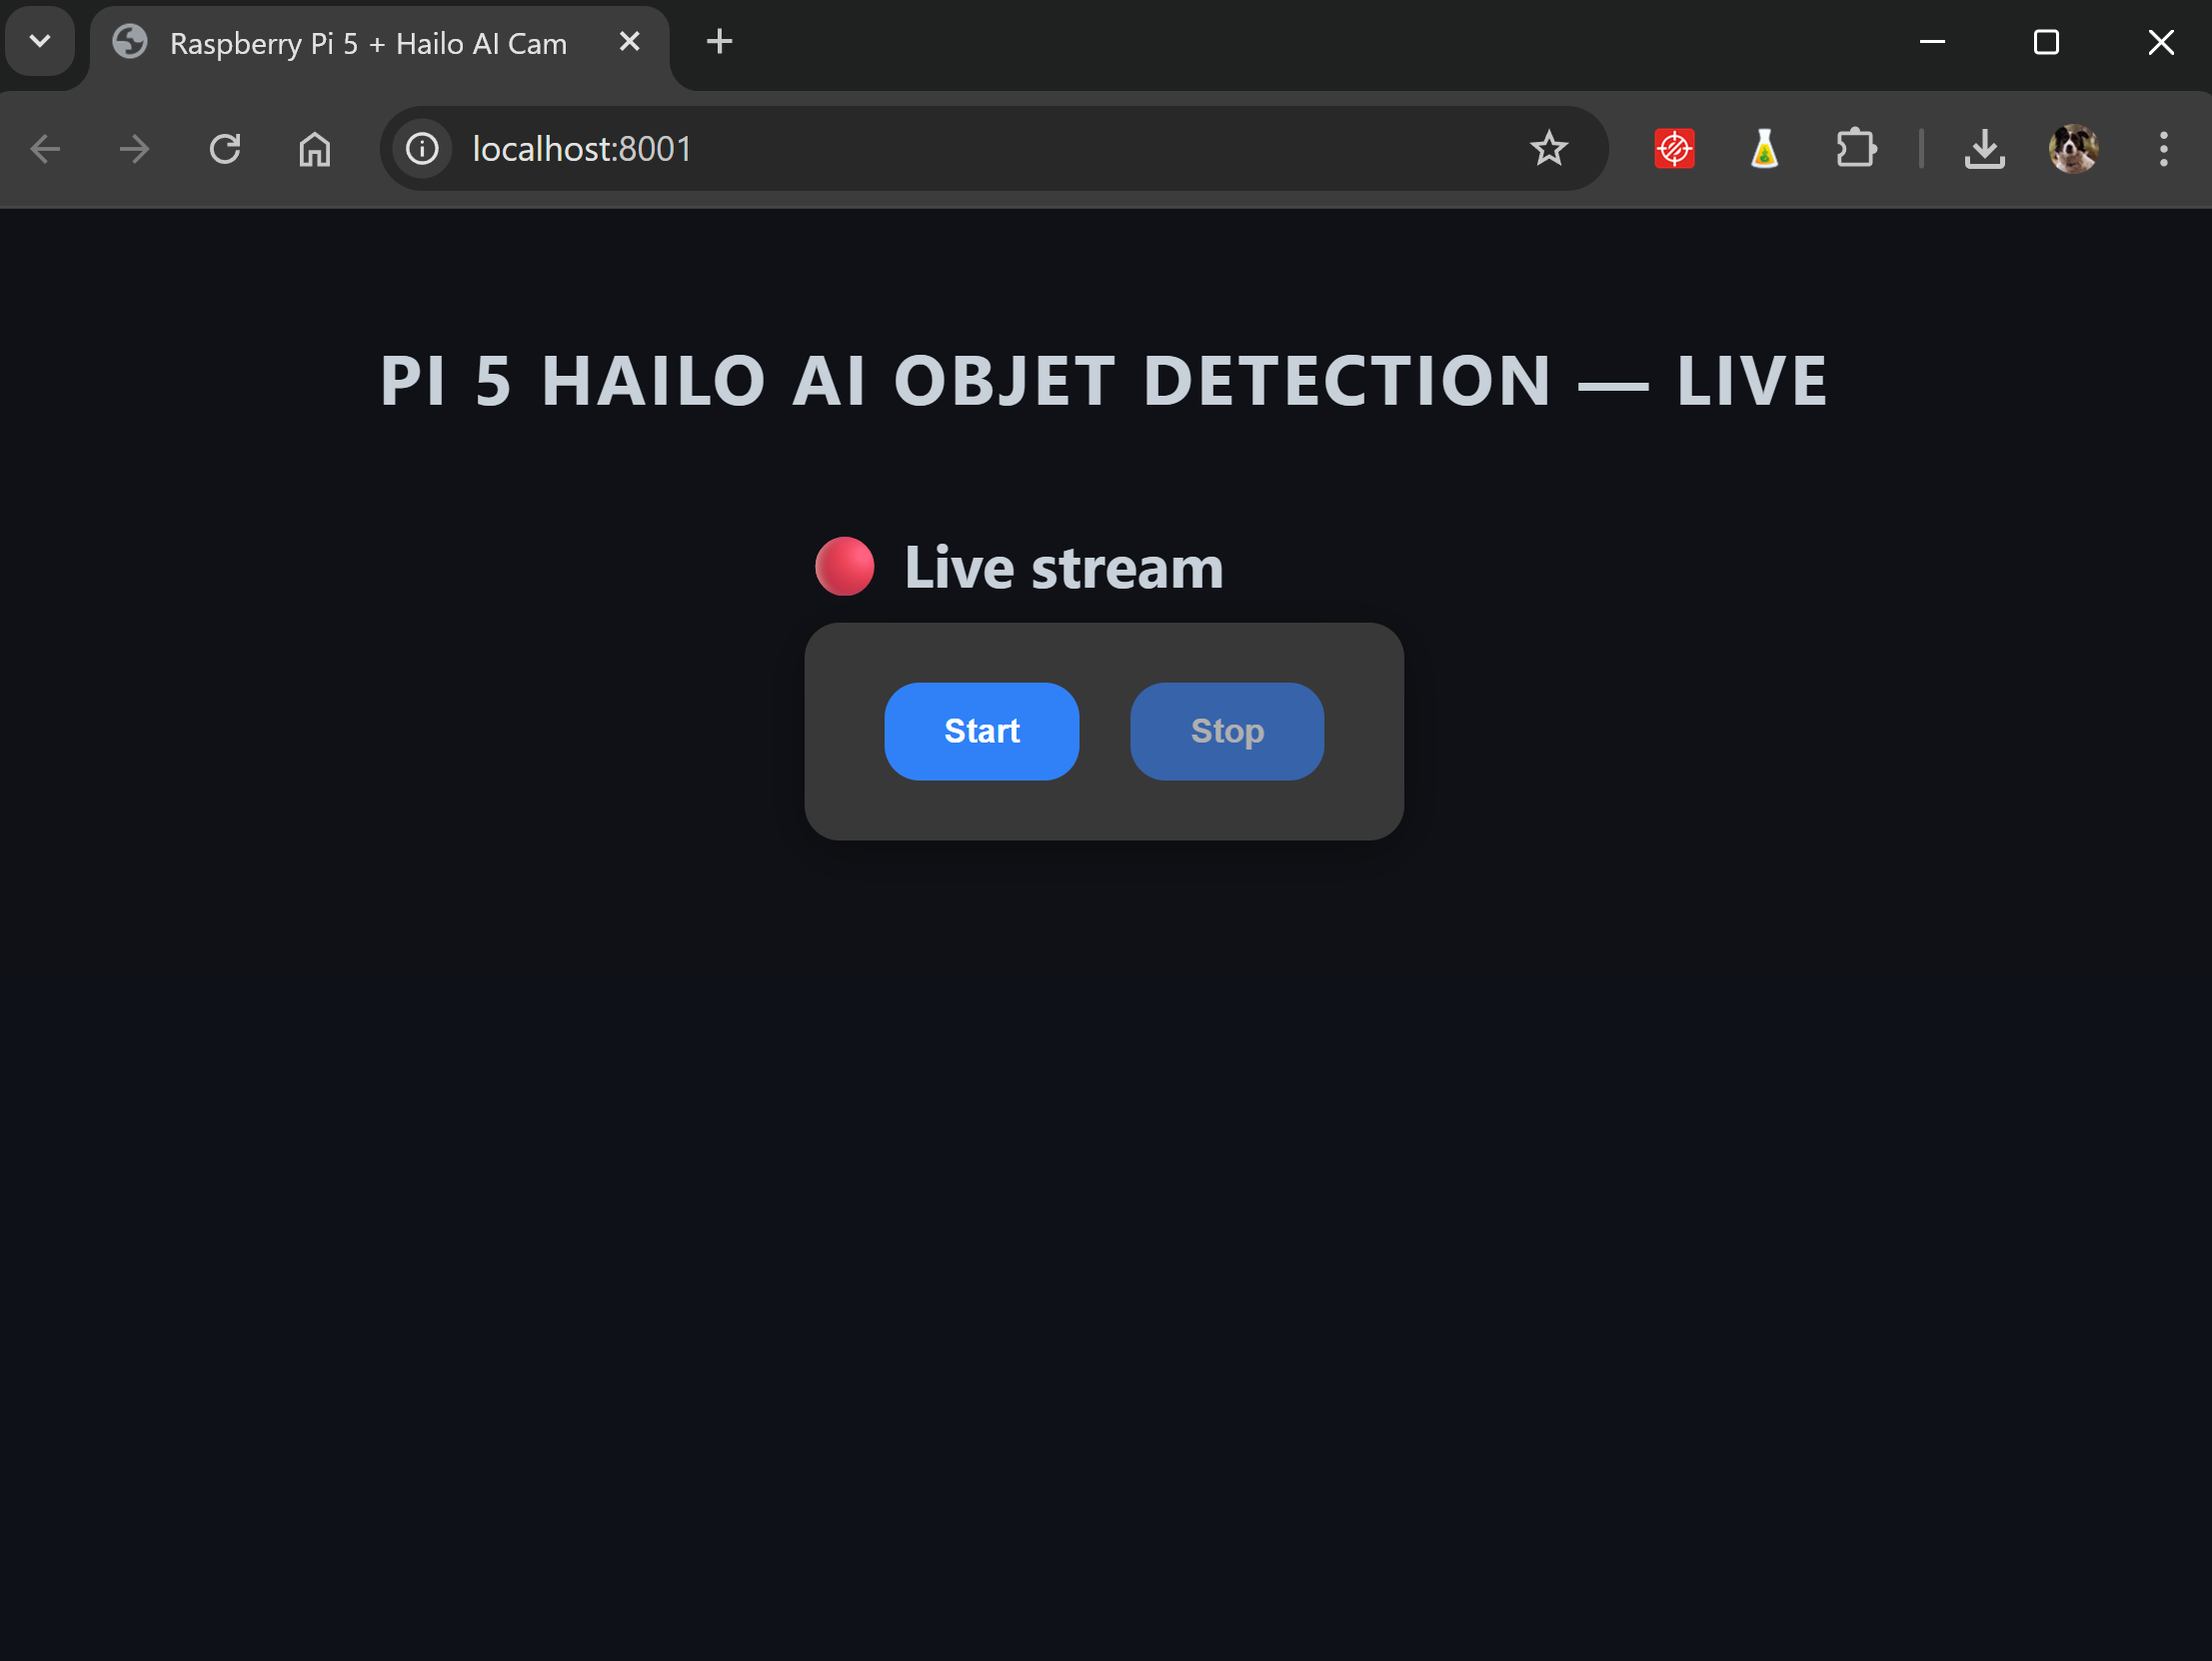 Raspberry Pi 5 + Hailo AI Cam
localhost:8001
PI 5 HAILO AI OBJET DETECTION — LIVE
Live stream
Start Stop